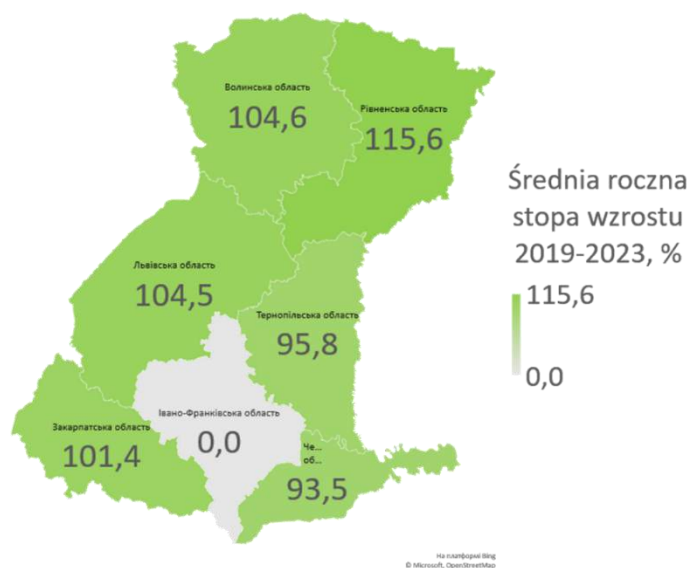 Волинська область
104,6
Рівненська область
115,6
Średnia roczna
stopa wzrostu
2019-2023, %
115,6
0,0
Львівська область
104,5
Тернопільська область
95,8
Івано-Франківська область
0,0
Закарпатська область
101,4
Че...
об...
93,5
На платформі Bing
© Microsoft, OpenStreetMap